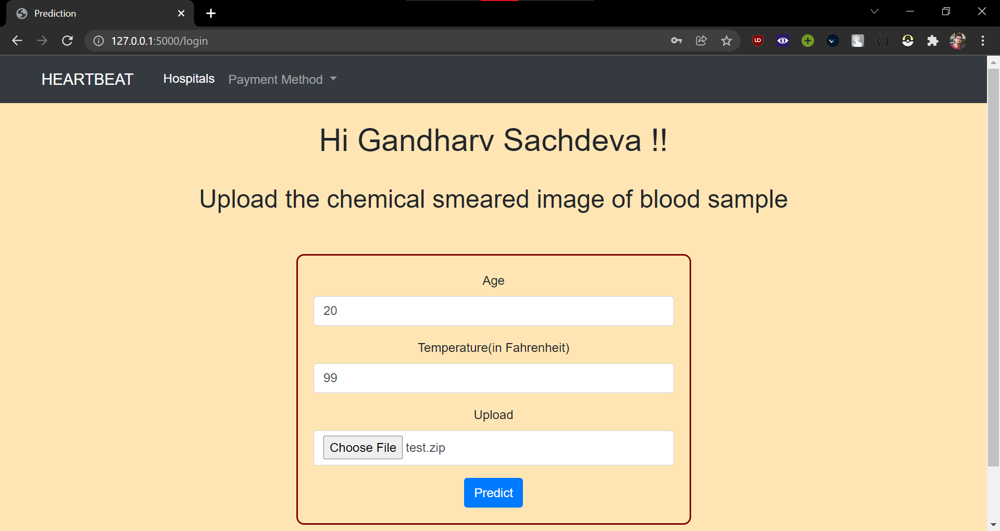 Prediction
127.0.0.1:5000/login
HEARTBEAT Hospitals Payment Method
Hi Gandharv Sachdeva !!
Upload the chemical smeared image of blood sample
Age
20
Temperature(in Fahrenheit)
99
Upload
Choose File test.zip
Predict